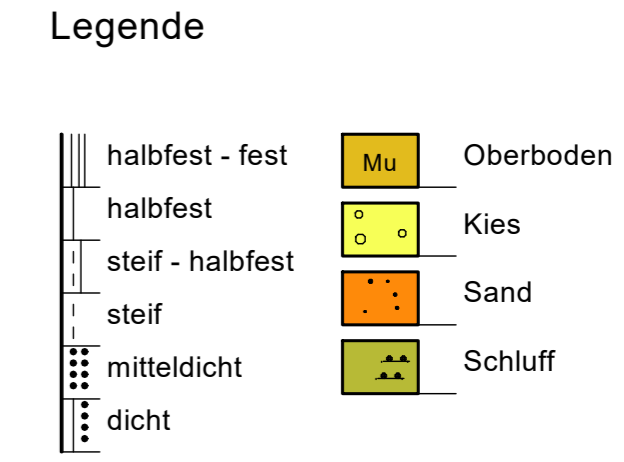 Legende
halbfest - fest
halbfest
steif - halbfest
steif
mitteldicht
dicht
Mu Oberboden
Kies
Sand
Schluff